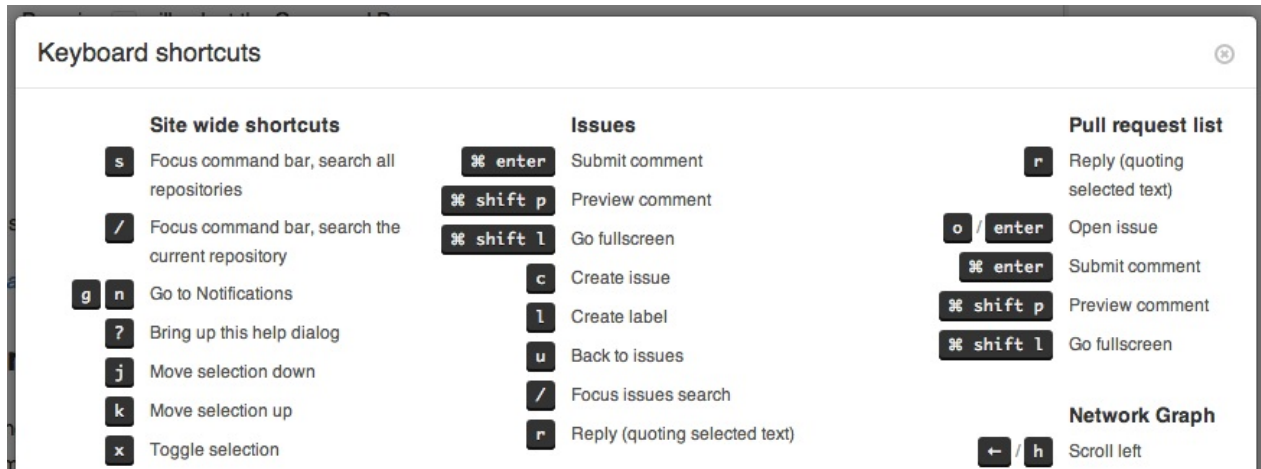 Keyboard shortcuts
Site wide shortcuts
s Focus command bar, search all
repositories
/ Focus command bar, search the
current repository
g n Go to Notifications
? Bring up this help dialog
j Move selection down
k Move selection up
x Toggle selection
Issues
⌘ enter Submit comment
⌘ shift p Preview comment
⌘ shift l Go fullscreen
c Create issue
l Create label
u Back to issues
/ Focus issues search
r Reply (quoting selected text)
Pull request list
r Reply (quoting
selected text)
o / enter Open issue
⌘ enter Submit comment
⌘ shift p Preview comment
⌘ shift l Go fullscreen
Network Graph
← / h Scroll left